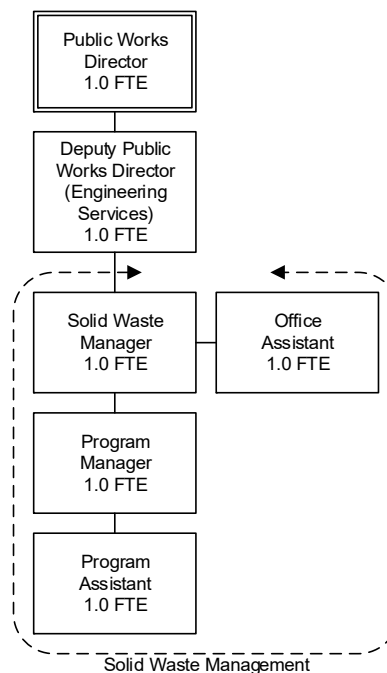 Public Works
Director
1.0 FTE
Deputy Public
Works Director
(Engineering
Services)
1.0 FTE
Solid Waste
Manager
1.0 FTE
Office
Assistant
1.0 FTE
Program
Manager
1.0 FTE
Program
Assistant
1.0 FTE
Solid Waste Management